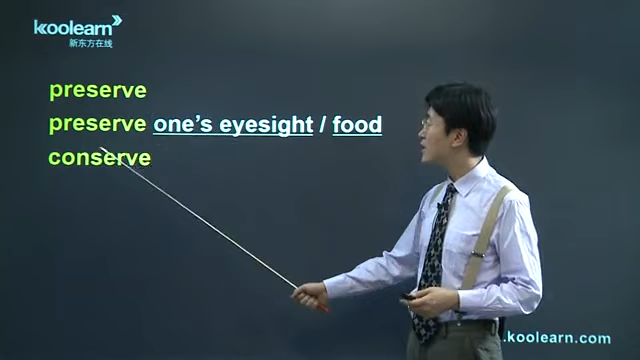 koolearn
新东方在线
preserve
preserve one's eyesight / food
conserve
.koolearn.com